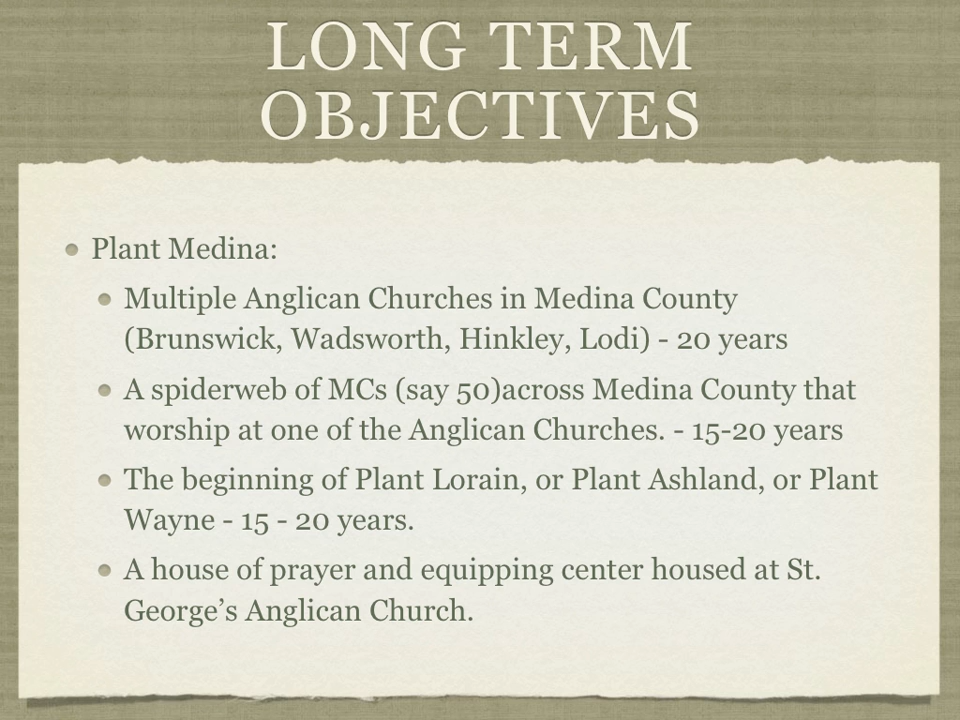 LONG TERM
OBJECTIVES
Plant Medina:
Multiple Anglican Churches in Medina County
(Brunswick, Wadsworth, Hinkley, Lodi) - 20 years
A spiderweb of MCs (say 50)across Medina County that
worship at one of the Anglican Churches. - 15-20 years
The beginning of Plant Lorain, or Plant Ashland, or Plant
Wayne - 15 - 20 years.
A house of prayer and equipping center housed at St.
George’s Anglican Church.